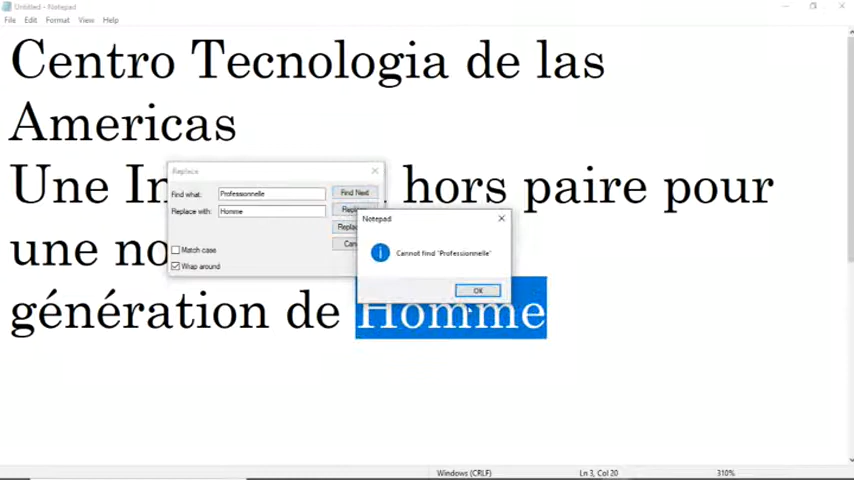 Untitled - Notepad
File Edit Format View Help
Centro Tecnologia de las
Americas
Une In hors paire pour
une no
génération de Homme
Replace
Find what: Professionnelle Find Next
Replace with: Homme
Match case
Wrap around
Notepad
Cannot find "Professionnelle"
OK
Windows (CRLF) Ln 3, Col 20 310%